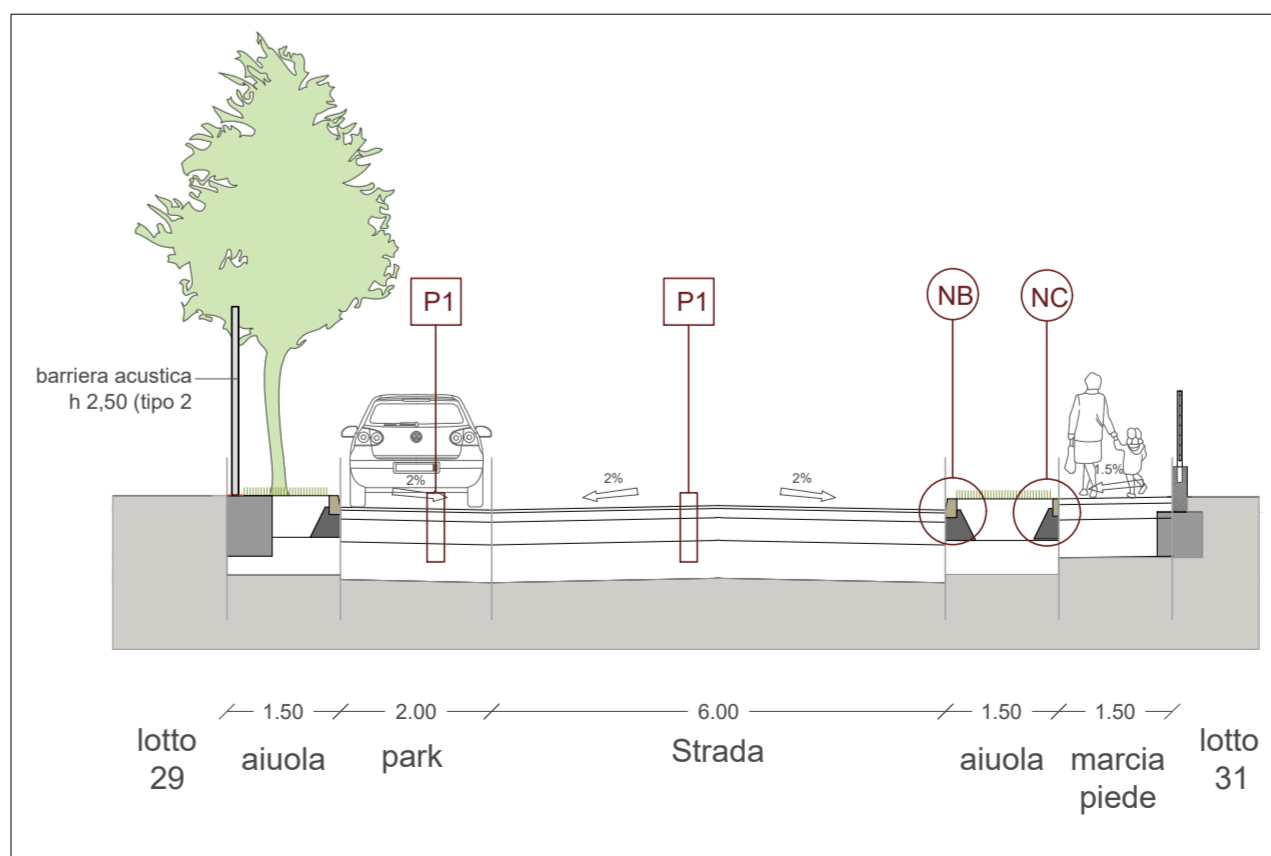 P1
P1
NB
NC
barriera acustica
h 2,50 (tipo 2
2%
2%
2%
1.5%
1.50
2.00
6.00
1.50
1.50
lotto
29
aiuola
park
Strada
aiuola
marcia
piede
lotto
31